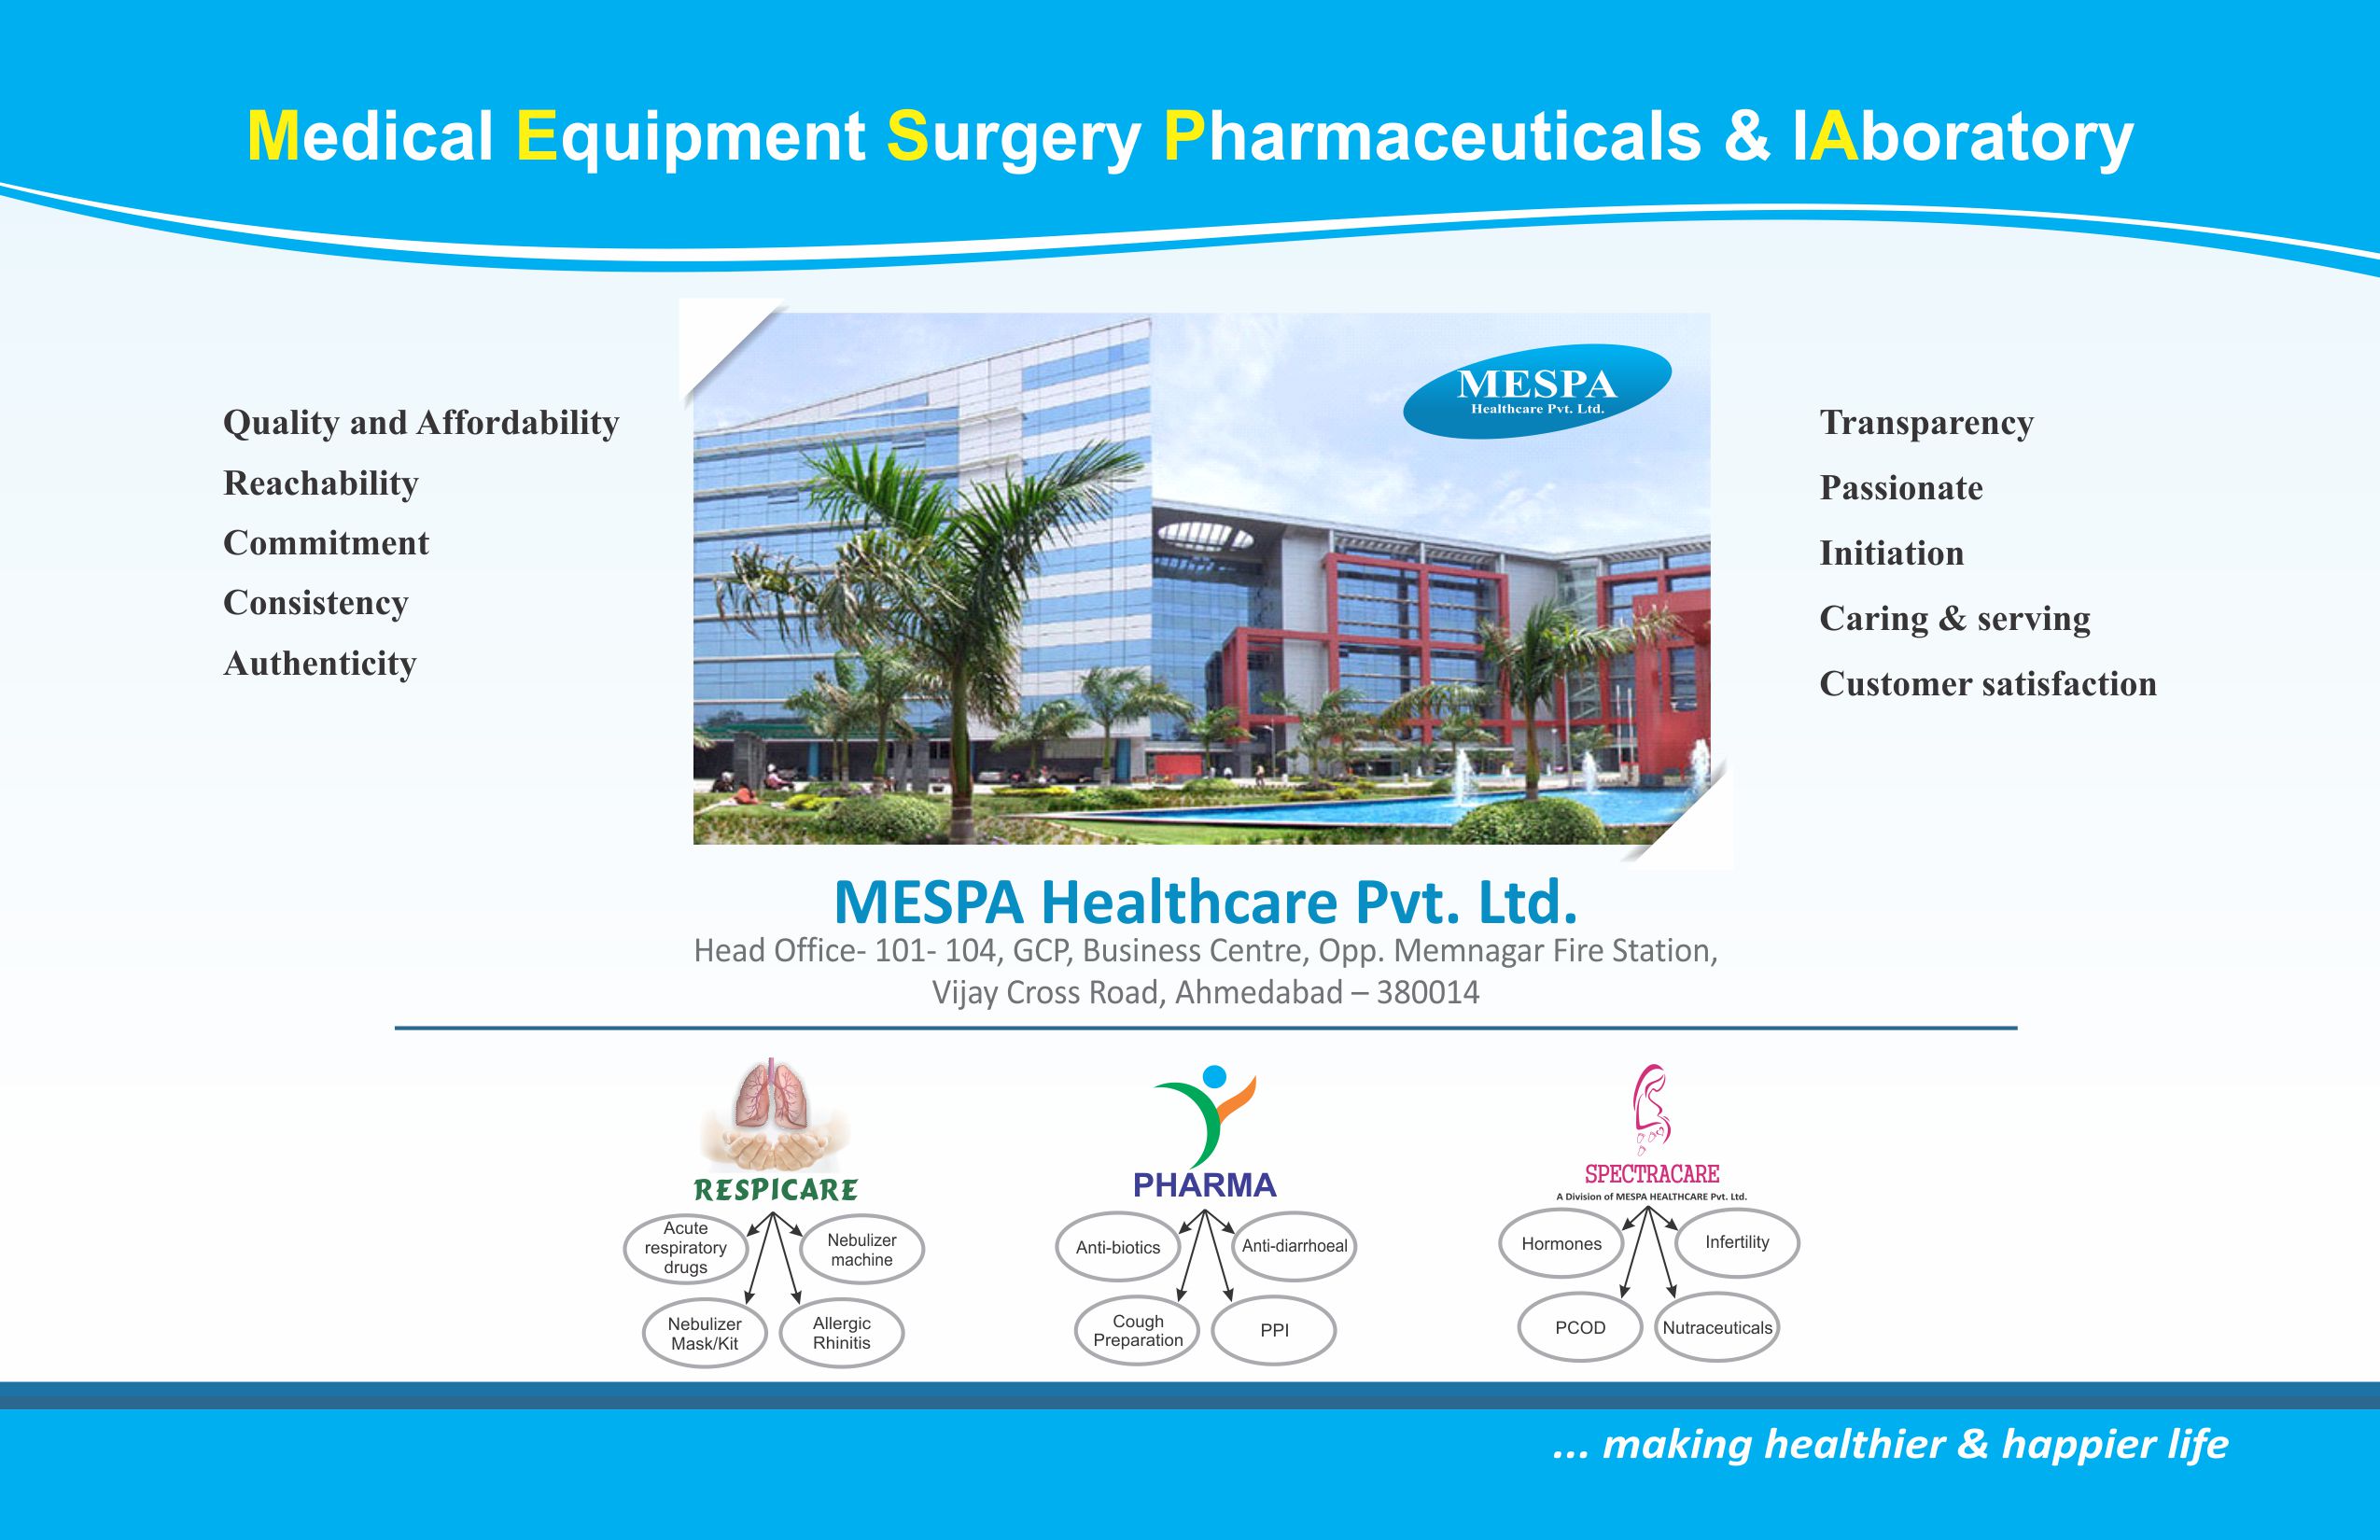 Medical Equipment Surgery Pharmaceuticals & lAboratory
Quality and Affordability
Reachability
Commitment
Consistency
Authenticity
MESPA
Healthcare Pvt. Ltd.
Transparency
Passionate
Initiation
Caring & serving
Customer satisfaction
MESPA Healthcare Pvt. Ltd.
Head Office- 101- 104, GCP, Business Centre, Opp. Memnagar Fire Station,
Vijay Cross Road, Ahmedabad – 380014
RESPICARE
Acute
respiratory
drugs
Nebulizer
machine
Nebulizer
Mask/Kit
Allergic
Rhinitis
PHARMA
Anti-biotics
Anti-diarrhoeal
Cough
Preparation
PPI
SPECTRACARE
A Division of MESPA HEALTHCARE Pvt. Ltd.
Hormones
Infertility
PCOD
Nutraceuticals
... making healthier & happier life